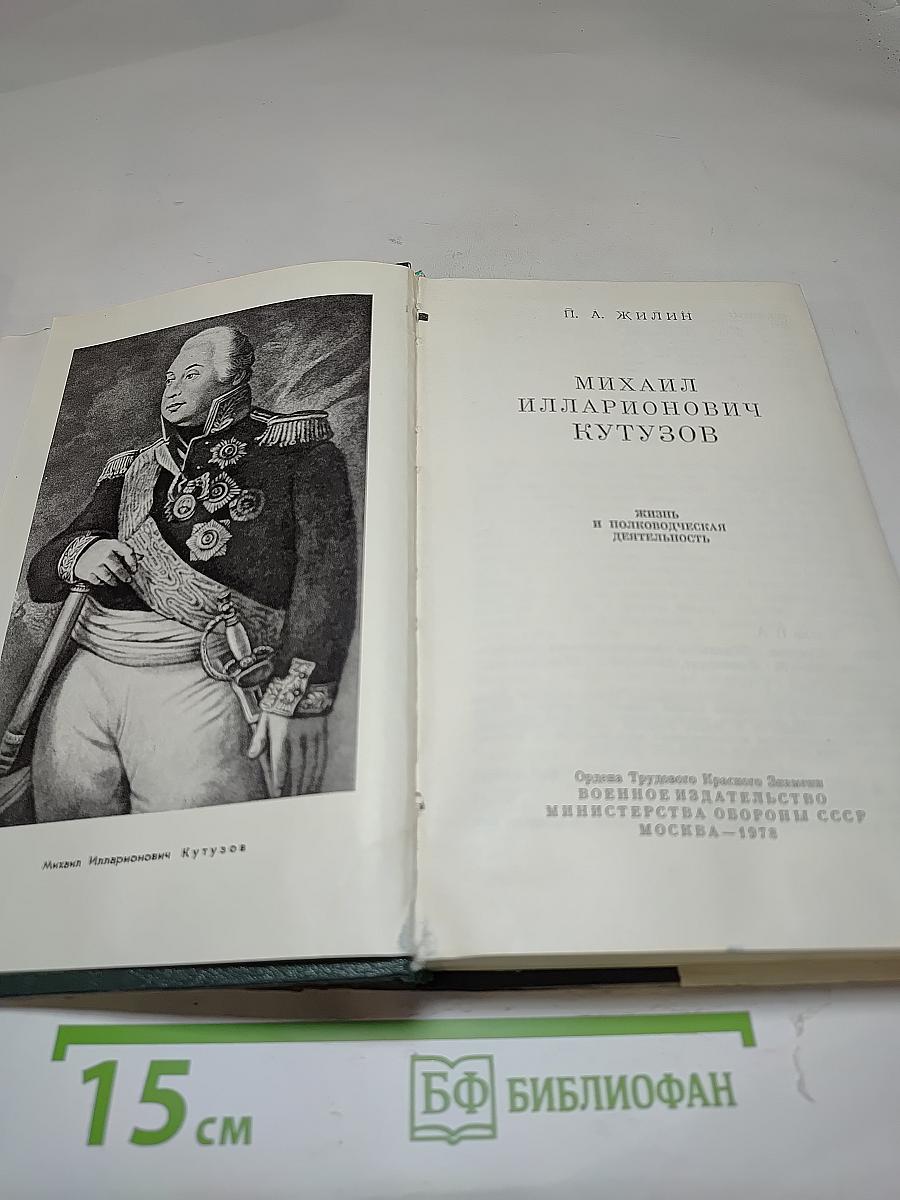 Михаил Илларионович Кутузов
П. А. ЖИЛИН
МИХАИЛ
ИЛЛАРИОНОВИЧ
КУТУЗОВ
ЖИЗНЬ
И ПОЛКОВОДЧЕСКАЯ
ДЕЯТЕЛЬНОСТЬ
Ордена Трудового Красного Знамени
ВОЕННОЕ ИЗДАТЕЛЬСТВО
МИНИСТЕРСТВА ОБОРОНЫ СССР
МОСКВА — 1978
15 см
БФ БИБЛИОФАН